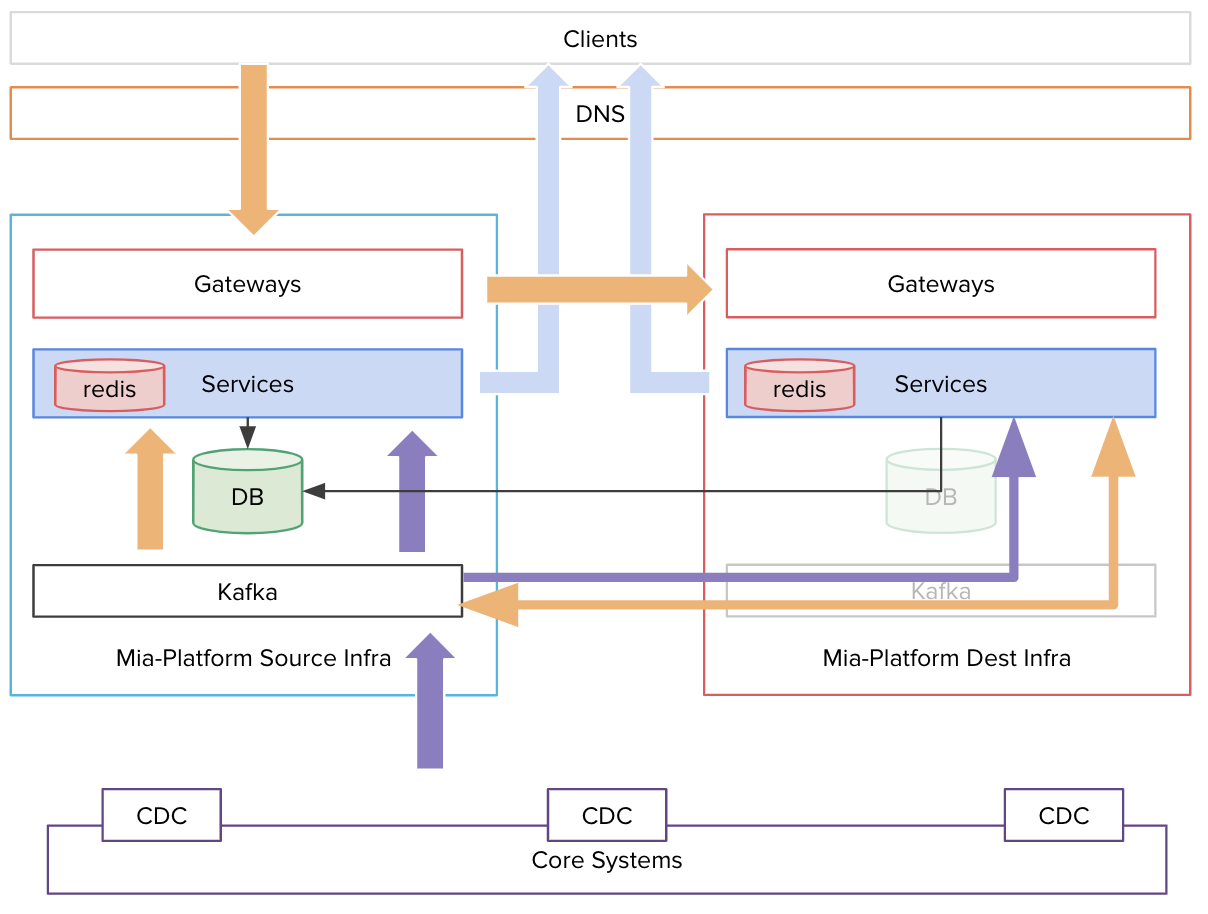 Clients
DNS
Gateways
Gateways
redis
Services
redis
Services
DB
DB
Kafka
Kafka
Mia-Platform Source Infra
Mia-Platform Dest Infra
CDC
CDC
CDC
Core Systems